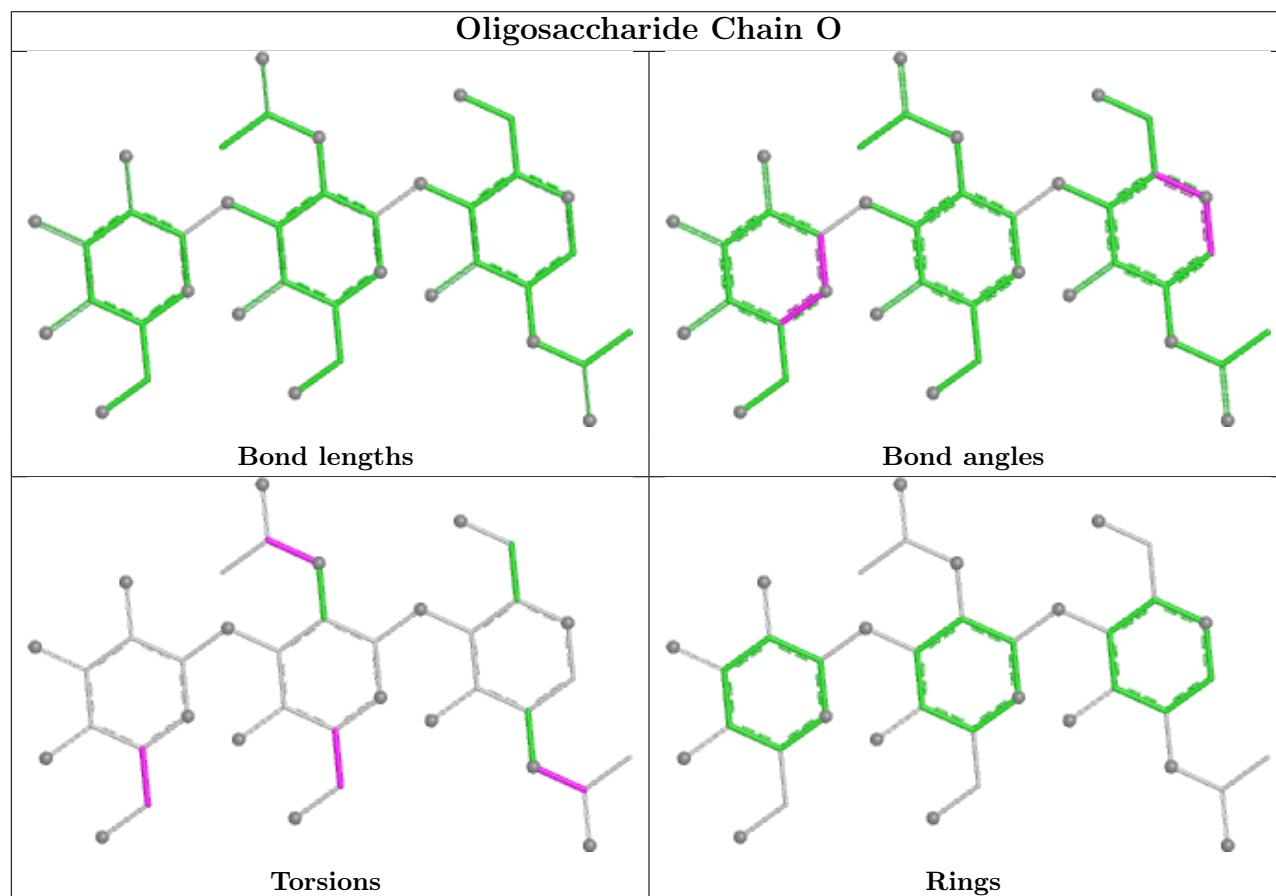 Oligosaccharide Chain O
Bond lengths
Bond angles
Torsions
Rings